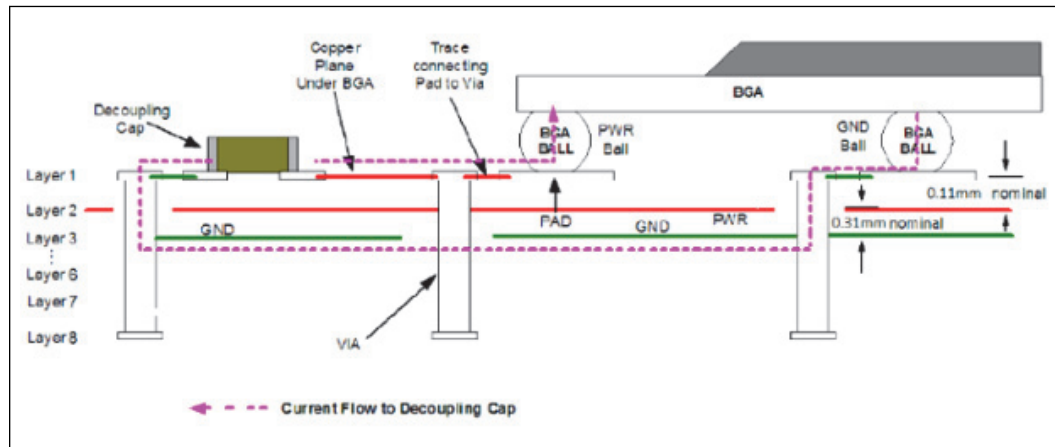 Copper
Plane
Under BGA
Trace
connecting
Pad to Via
Decoupling
Cap
BGA
BGA
BALL
PWR
Ball
GND
Ball
BGA
BALL
Layer 1
0.11mm nominal
Layer 2
PAD
PWR
0.31mm nominal
Layer 3
GND
GND
Layer 6
Layer 7
Layer 8
VIA
Current Flow to Decoupling Cap